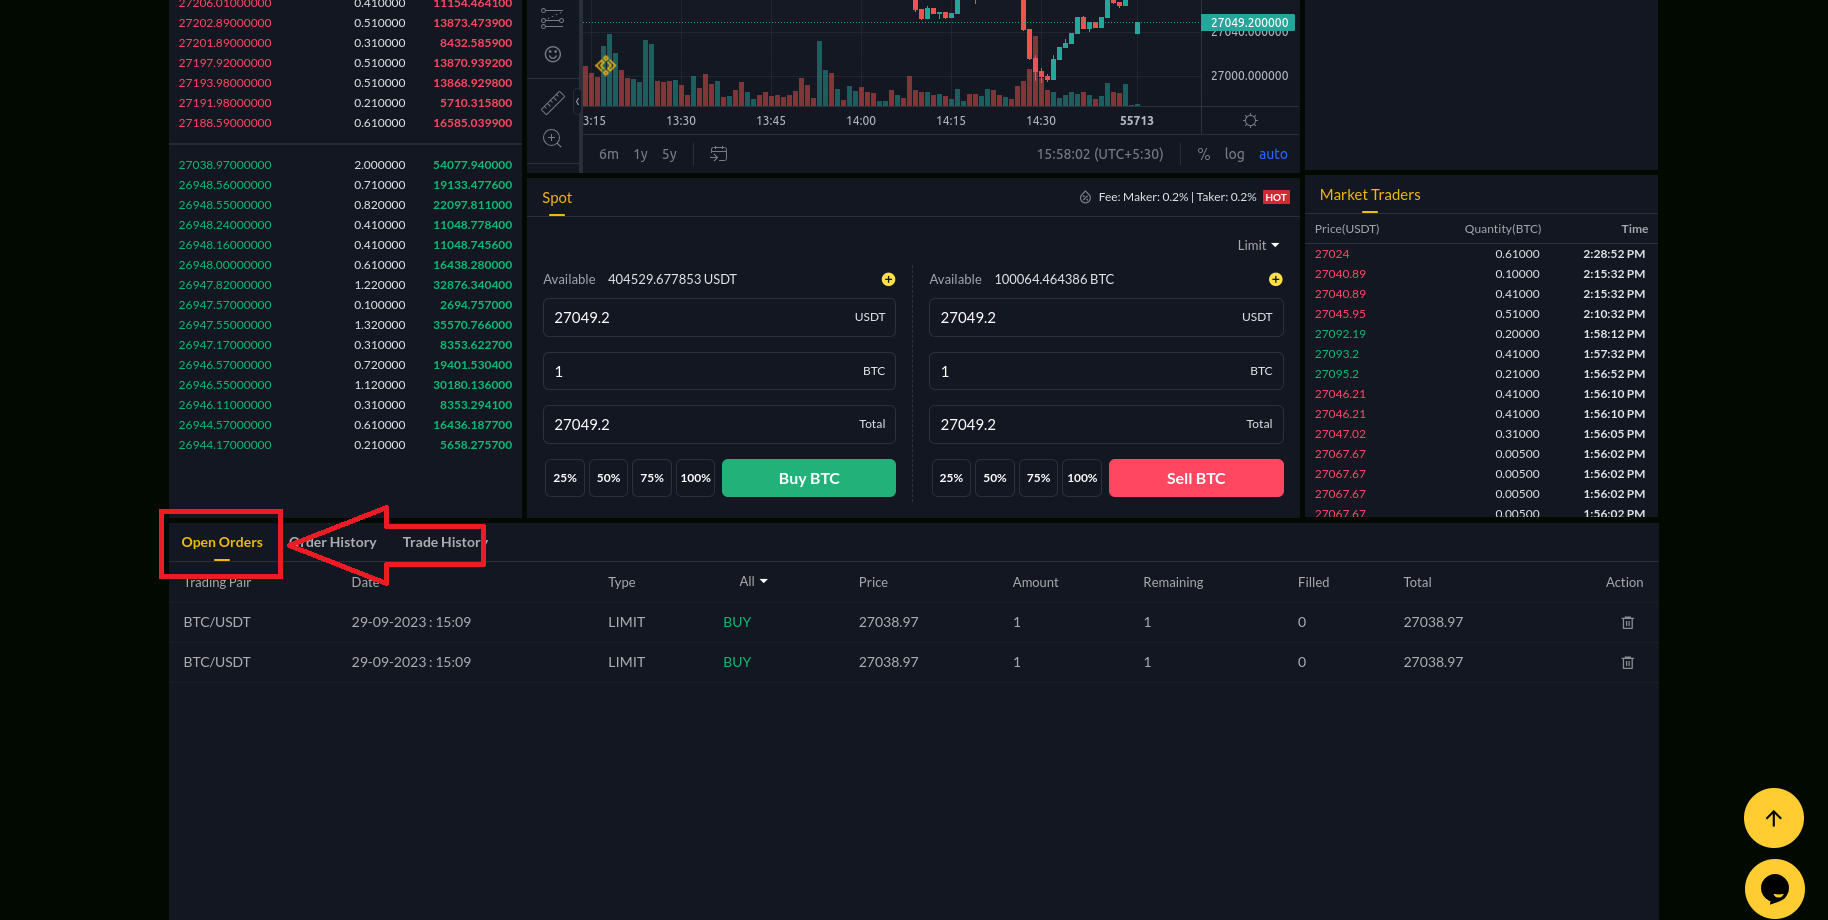 27206.01000000 0.410000 11154.464100
27202.89000000 0.510000 13873.473900
27201.89000000 0.310000 8432.585900
27197.92000000 0.510000 13870.939200
27193.98000000 0.510000 13868.929800
27191.98000000 0.210000 5710.315800
27188.59000000 0.610000 16585.039900
27038.97000000 2.000000 54077.940000
26948.56000000 0.710000 19133.477600
26948.55000000 0.820000 22097.811000
26948.24000000 0.410000 11048.778400
26948.16000000 0.410000 11048.745600
26948.00000000 0.610000 16438.280000
26947.82000000 1.220000 32876.340400
26947.57000000 0.100000 2694.757000
26947.55000000 1.320000 35570.766000
26947.17000000 0.310000 8353.622700
26946.57000000 0.720000 19401.530400
26946.55000000 1.120000 30180.136000
26946.11000000 0.310000 8353.294100
26944.57000000 0.610000 16436.187700
26944.17000000 0.210000 5658.275700
27049.200000
27040.000000
27000.000000
3:15 13:30 13:45 14:00 14:15 14:30 55713
6m 1y 5y 15:58:02 (UTC+5:30) % log auto
Spot Fee: Maker: 0.2% | Taker: 0.2% HOT
Limit
Available 404529.677853 USDT
27049.2 USDT
1 BTC
27049.2 Total
25% 50% 75% 100% Buy BTC
Available 100064.464386 BTC
27049.2 USDT
1 BTC
27049.2 Total
25% 50% 75% 100% Sell BTC
Market Traders
Price(USDT) Quantity(BTC) Time
27024 0.61000 2:28:52 PM
27040.89 0.10000 2:15:32 PM
27040.89 0.41000 2:15:32 PM
27045.95 0.51000 2:10:32 PM
27092.19 0.20000 1:58:12 PM
27093.2 0.41000 1:57:32 PM
27095.2 0.21000 1:56:52 PM
27046.21 0.41000 1:56:10 PM
27046.21 0.41000 1:56:10 PM
27047.02 0.31000 1:56:05 PM
27067.67 0.00500 1:56:02 PM
27067.67 0.00500 1:56:02 PM
27067.67 0.00500 1:56:02 PM
27067.67 0.00500 1:56:02 PM
Open Orders Order History Trade History
Trading Pair Date Type All Price Amount Remaining Filled Total Action
BTC/USDT 29-09-2023 : 15:09 LIMIT BUY 27038.97 1 1 0 27038.97
BTC/USDT 29-09-2023 : 15:09 LIMIT BUY 27038.97 1 1 0 27038.97